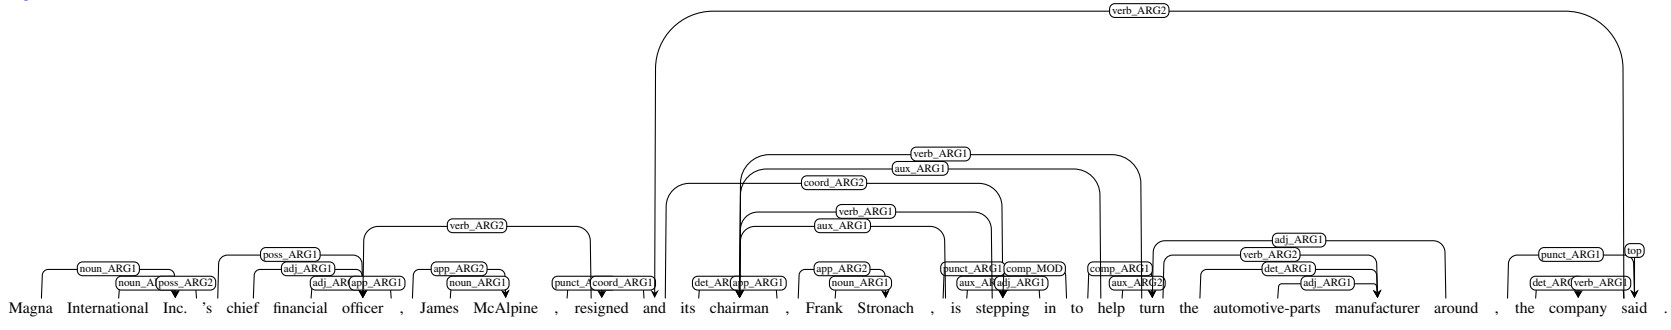 verb_ARG2
verb_ARG1
aux_ARG1
coord_ARG2
verb_ARG1
aux_ARG1
verb_ARG2
adj_ARG1
poss_ARG1 verb_ARG2 punct_ARG1 top
noun_ARG1 adj_ARG1 app_ARG2 app_ARG2 punct_ARG1 comp_MOD comp_ARG1 det_ARG1
poss_ARG2 app_ARG1 noun_ARG1 coord_ARG1 app_ARG1 noun_ARG1 adj_ARG1 aux_ARG2 adj_ARG1 verb_ARG1
Magna International Inc. 's chief financial officer , James McAlpine , resigned and its chairman , Frank Stronach , is stepping in to help turn the automotive-parts manufacturer around , the company said .